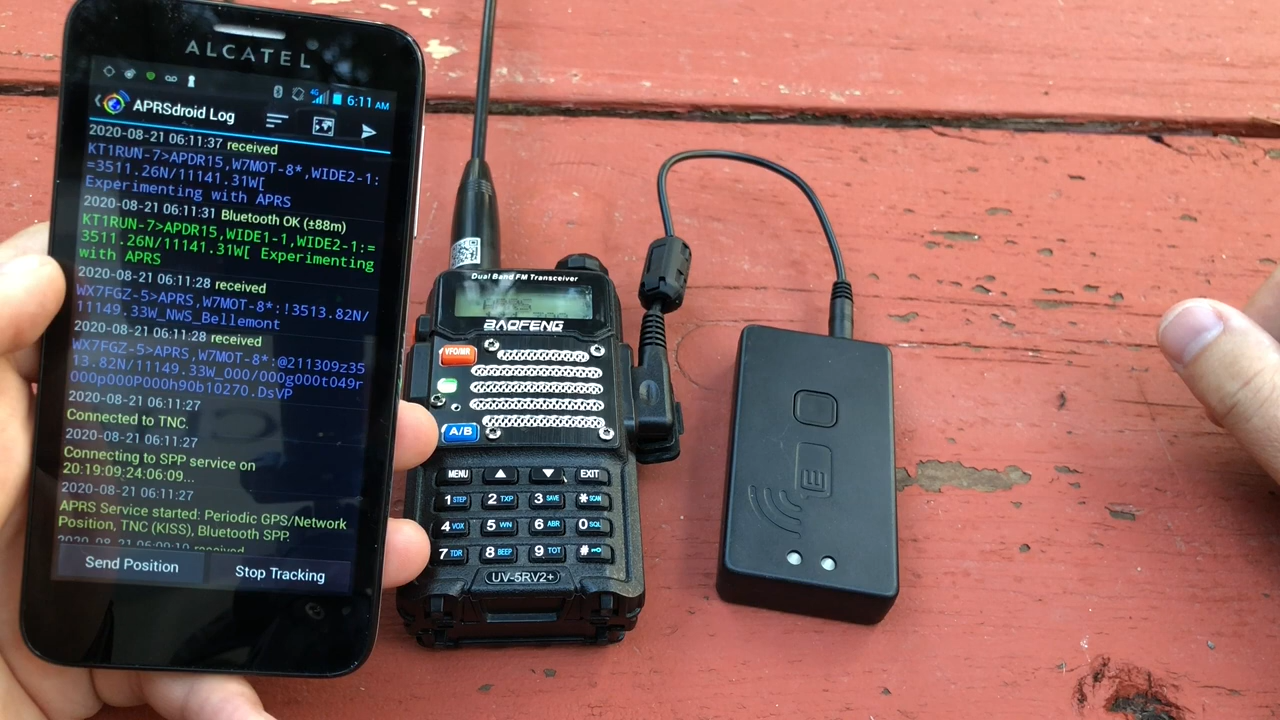 ALCATEL
4G
6:11 AM
APRSdroid Log
2020-08-21 06:11:37 received
KT1RUN-7>APDR15,W7MOT-8*,WIDE2-1:
=3511.26N/11141.31W[
Experimenting with APRS
2020-08-21 06:11:31 Bluetooth OK (±88m)
KT1RUN-7>APDR15,WIDE1-1,WIDE2-1:=
3511.26N/11141.31W[ Experimenting
with APRS
2020-08-21 06:11:28 received
WX7FGZ-5>APRS,W7MOT-8*:!3513.82N/
11149.33W_NWS_Bellemont
2020-08-21 06:11:28 received
WX7FGZ-5>APRS,W7MOT-8*:@211309z35
13.82N/11149.33W_000/000g000t049r
000p000P000h90b10270.DsVP
2020-08-21 06:11:27
Connected to TNC.
2020-08-21 06:11:27
Connecting to SPP service on
20:19:09:24:06:09...
2020-08-21 06:11:27
APRS Service started: Periodic GPS/Network
Position, TNC (KISS), Bluetooth SPP.
received
Send Position
Stop Tracking
Dual Band FM Transceiver
APRS
BAOFENG
VFO/MR
A/B
MENU ▲ ▼ EXIT
1 STEP 2 TXP 3 SAVE * SCAN
4 VOX 5 WN 6 ABR 0 SQL
7 TDR 8 BEEP 9 TOT #
UV-5RV2+